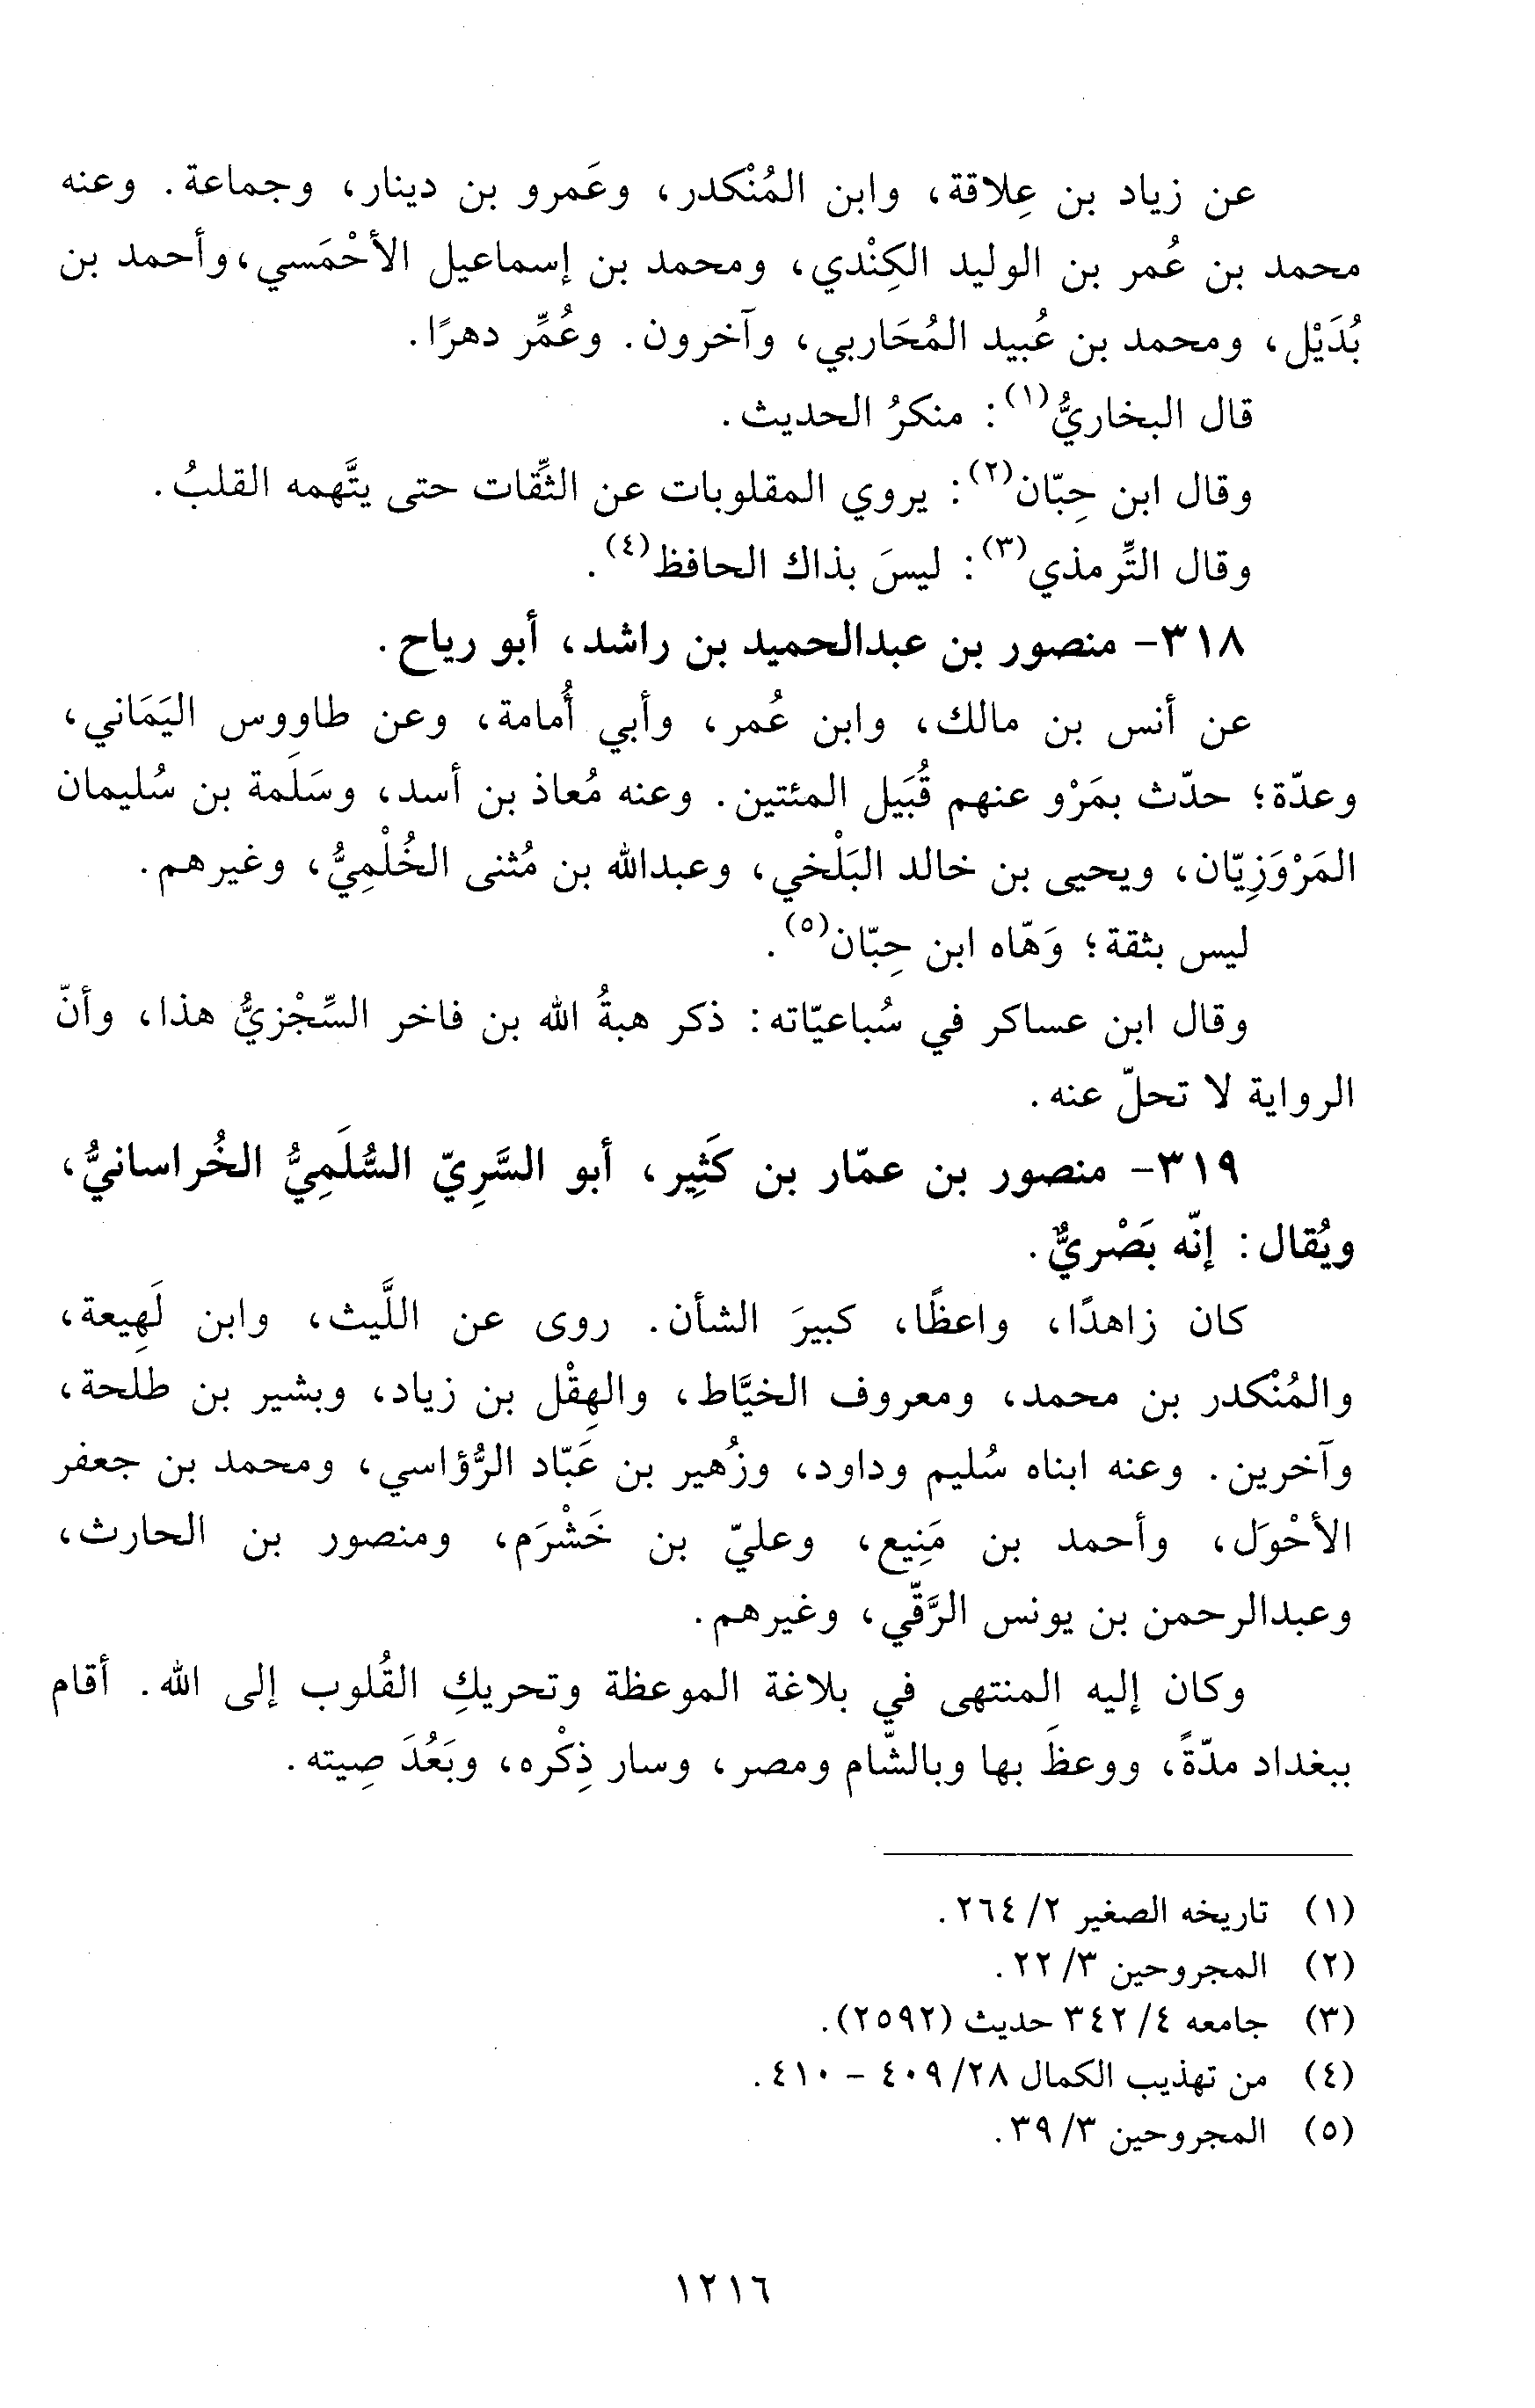 عن زياد بن عِلاقة، وابن المُنْكدر، وعَمرو بن دينار، وجماعة. وعنه
محمد بن عُمر بن الوليد الكِنْدي، ومحمد بن إسماعيل الأحْمَسي، وأحمد بن
بُدَيْل، ومحمد بن عُبيد المُحَاربي، وآخرون. وعُمِّر دهرًا.
قال البخاريُّ(١): منكرُ الحديث.
وقال ابن حِبّان(٢): يروي المقلوبات عن الثِّقات حتى يتَّهمه القلبُ.
وقال التِّرمذي(٣): ليسَ بذاك الحافظ(٤).
٣١٨- منصور بن عبدالحميد بن راشد، أبو رياح.
عن أنس بن مالك، وابن عُمر، وأبي أُمامة، وعن طاووس اليَمَاني،
وعدّة؛ حدّث بمَرْو عنهم قُبَيل المئتين. وعنه مُعاذ بن أسد، وسَلَمة بن سُليمان
المَرْوَزِيّان، ويحيى بن خالد البَلْخي، وعبدالله بن مُثنى الخُلْمِيُّ، وغيرهم.
ليس بثقة؛ وَهّاه ابن حِبّان(٥).
وقال ابن عساكر في سُباعيّاته: ذكر هبةُ الله بن فاخر السِّجْزيُّ هذا، وأنّ
الرواية لا تحلّ عنه.
٣١٩- منصور بن عمّار بن كَثِير، أبو السَّرِيّ السُّلَمِيُّ الخُراسانيُّ،
ويُقال: إنّه بَصْريٌّ.
كان زاهدًا، واعظًا، كبيرَ الشأن. روى عن اللَّيث، وابن لَهِيعة،
والمُنْكدر بن محمد، ومعروف الخيَّاط، والهِقْل بن زياد، وبشير بن طلحة،
وآخرين. وعنه ابناه سُليم وداود، وزُهير بن عَبّاد الرُّؤاسي، ومحمد بن جعفر
الأحْوَل، وأحمد بن مَنِيع، وعليّ بن خَشْرَم، ومنصور بن الحارث،
وعبدالرحمن بن يونس الرَّقّي، وغيرهم.
وكان إليه المنتهى في بلاغة الموعظة وتحريكِ القُلوب إلى الله. أقام
ببغداد مدّةً، ووعظَ بها وبالشّام ومصر، وسار ذِكْره، وبَعُدَ صِيته.
(١) تاريخه الصغير ٢/ ٢٦٤.
(٢) المجروحين ٣/ ٢٢.
(٣) جامعه ٤/ ٣٤٢ حديث (٢٥٩٢).
(٤) من تهذيب الكمال ٢٨/ ٤٠٩ - ٤١٠.
(٥) المجروحين ٣/ ٣٩.
١٢١٦